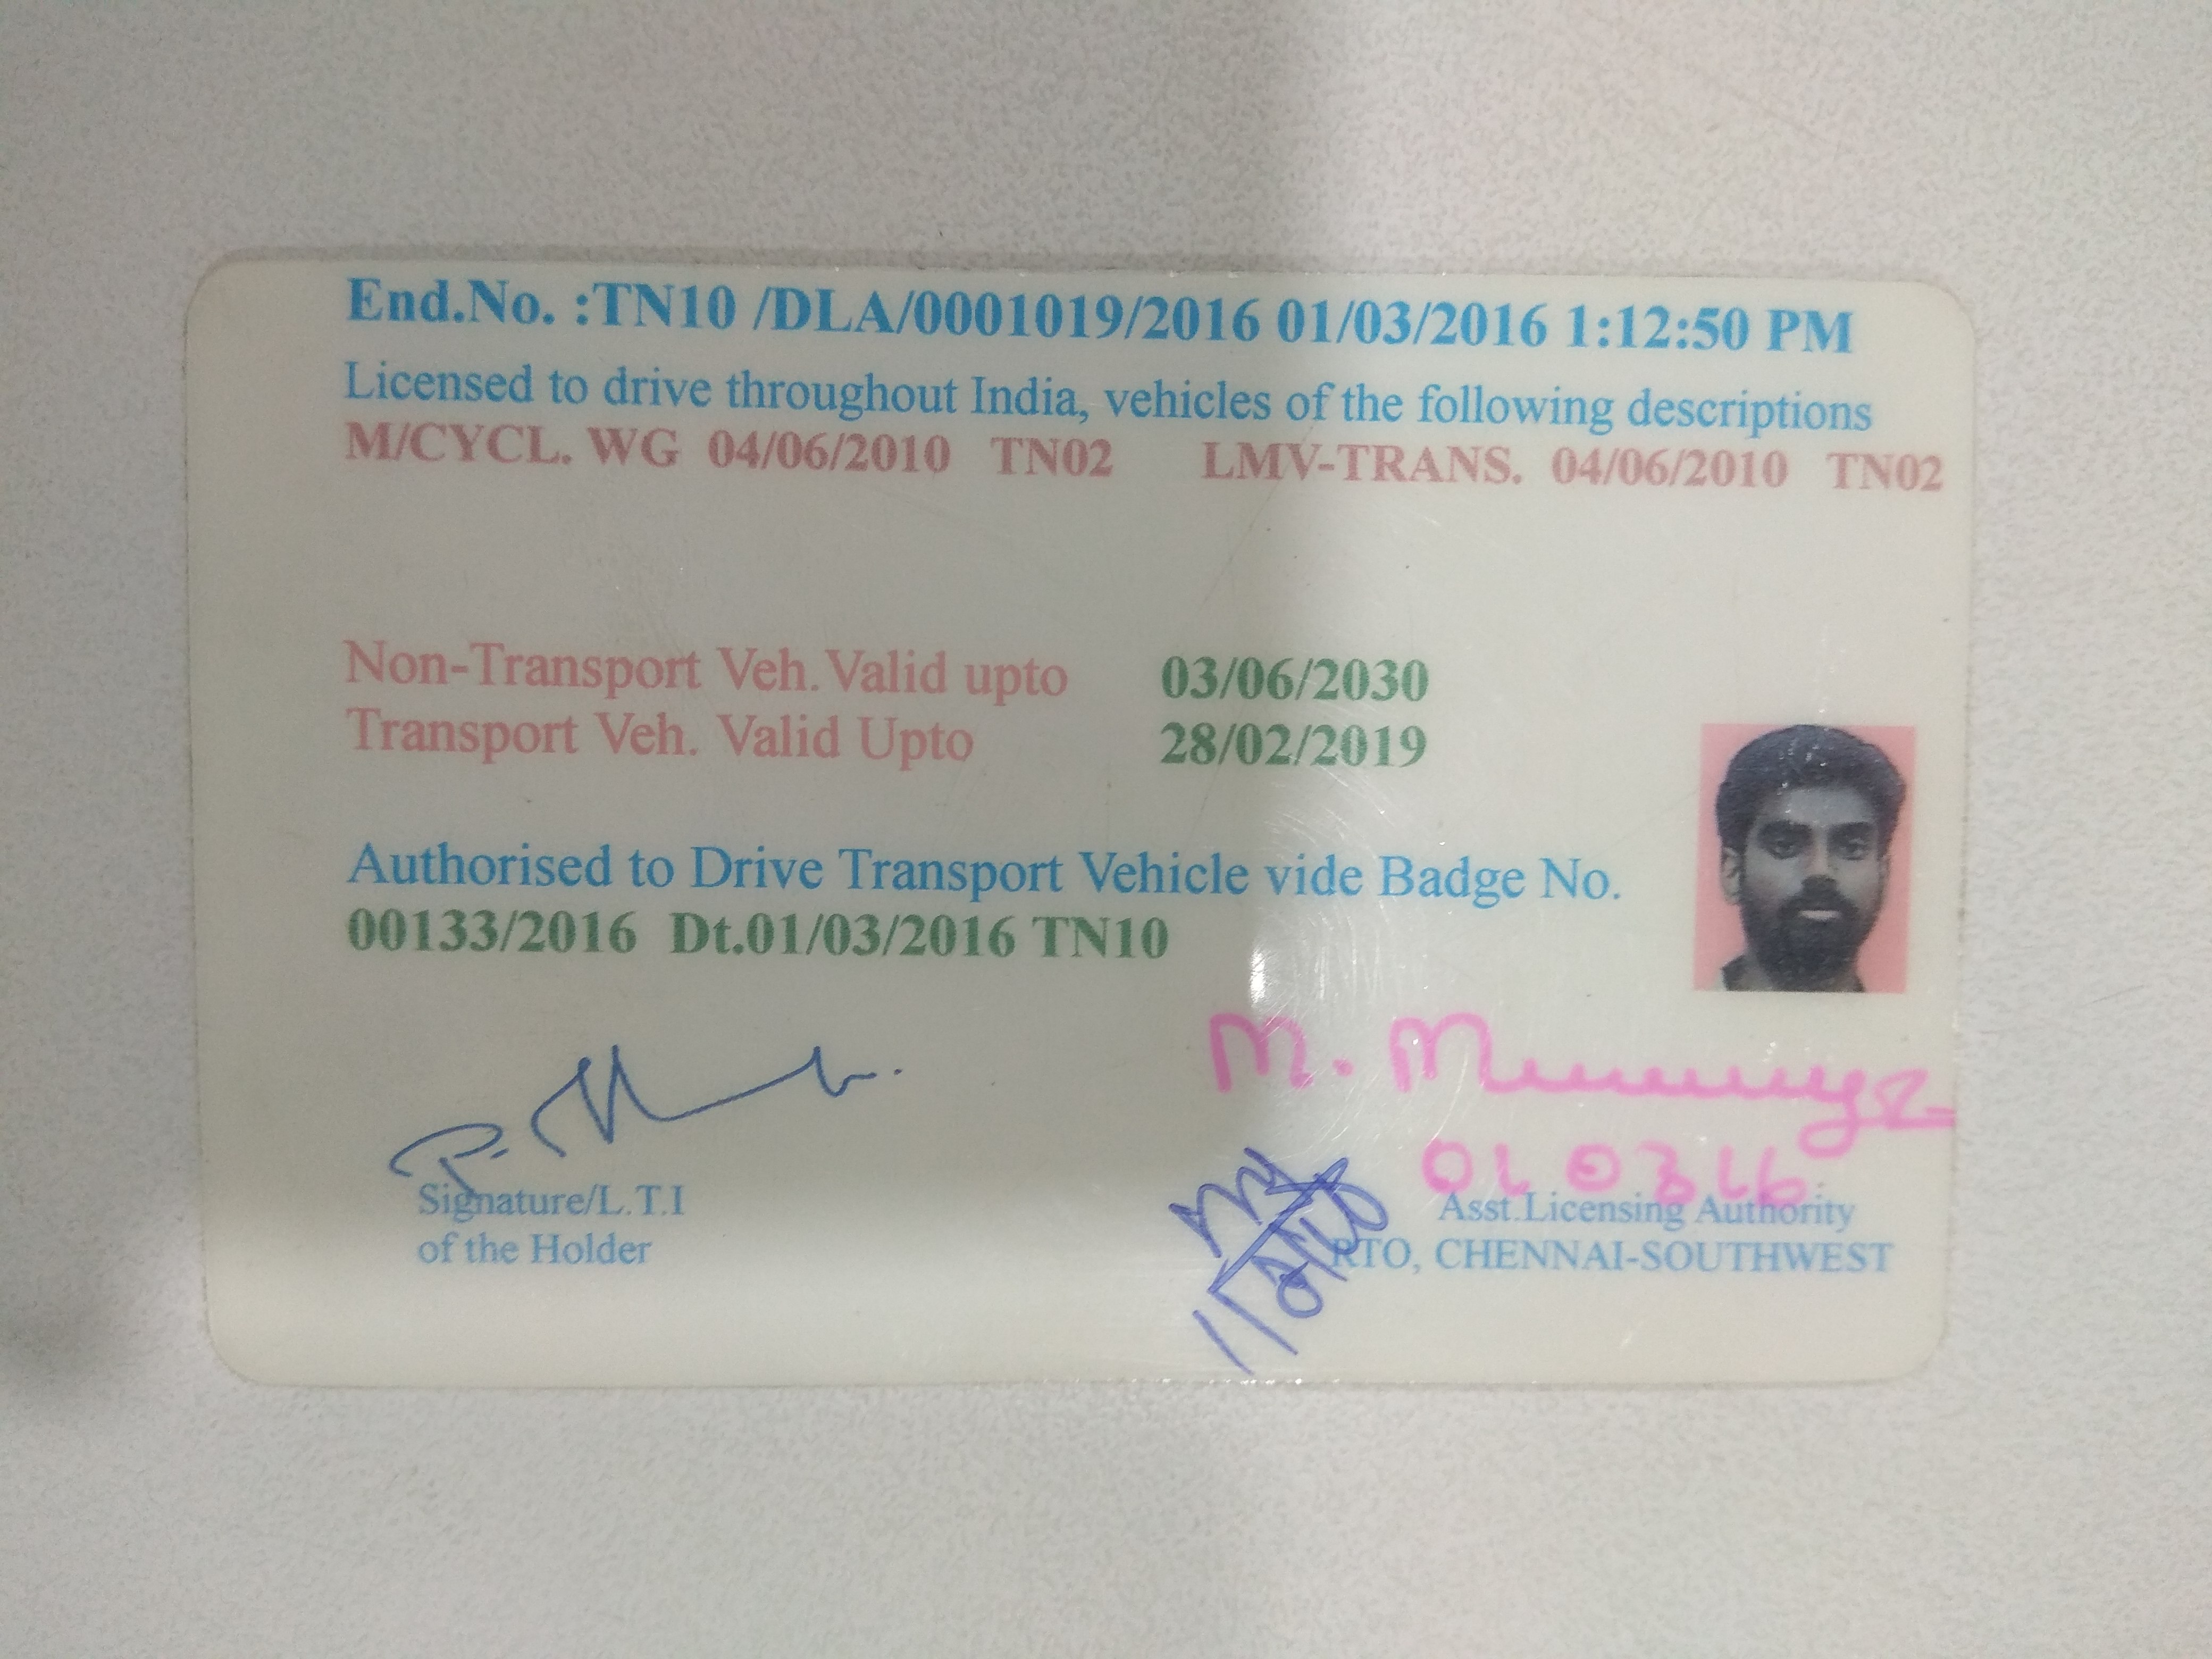 End.No. :TN10 /DLA/0001019/2016 01/03/2016 1:12:50 PM
Licensed to drive throughout India, vehicles of the following descriptions
M/CYCL. WG 04/06/2010 TN02 LMV-TRANS. 04/06/2010 TN02
Non-Transport Veh.Valid upto 03/06/2030
Transport Veh. Valid Upto 28/02/2019
Authorised to Drive Transport Vehicle vide Badge No.
00133/2016 Dt.01/03/2016 TN10
M.
010316
Signature/L.T.I
of the Holder
Asst.Licensing Authority
RTO, CHENNAI-SOUTHWEST